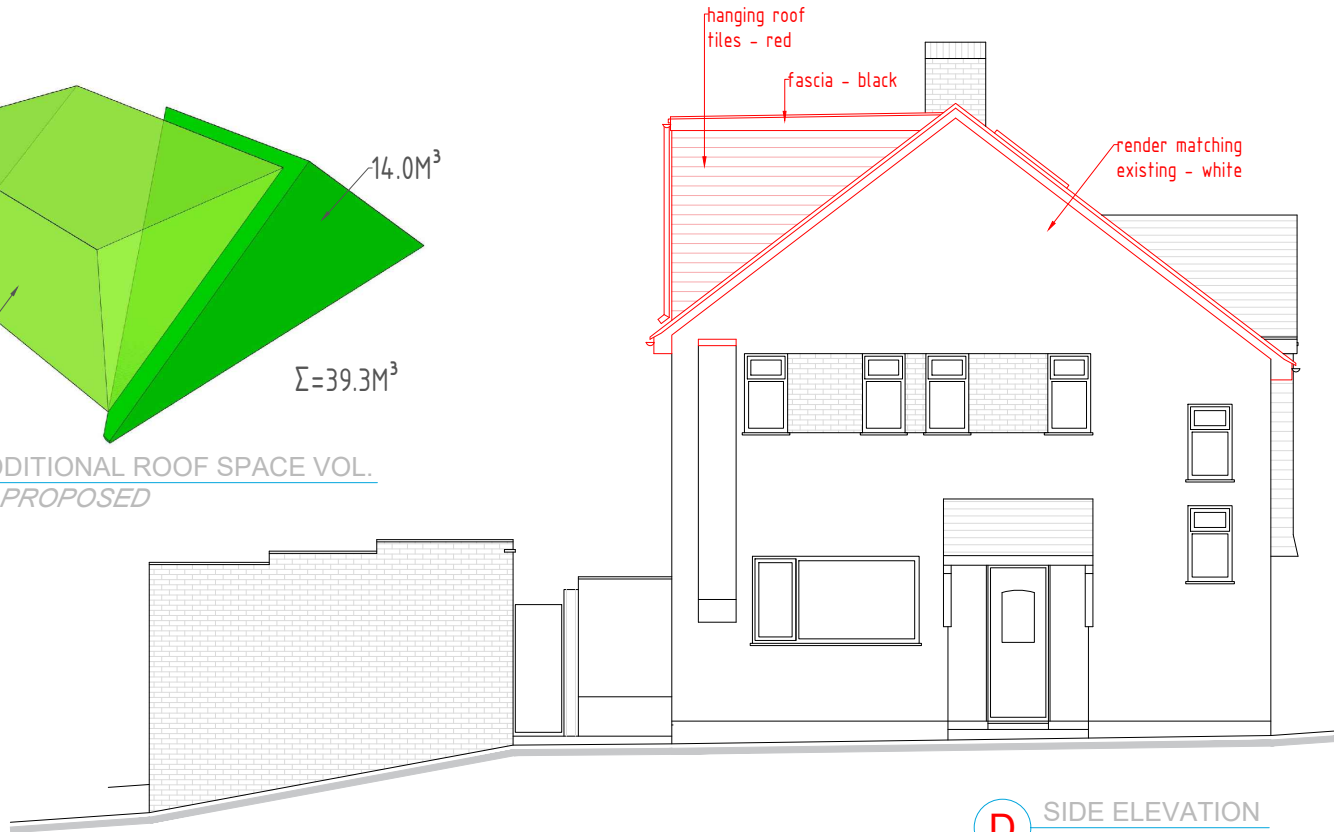 hanging roof
tiles - red
fascia - black
render matching
existing - white
14.0M³
Σ=39.3M³
DDITIONAL ROOF SPACE VOL.
PROPOSED
D
SIDE ELEVATION